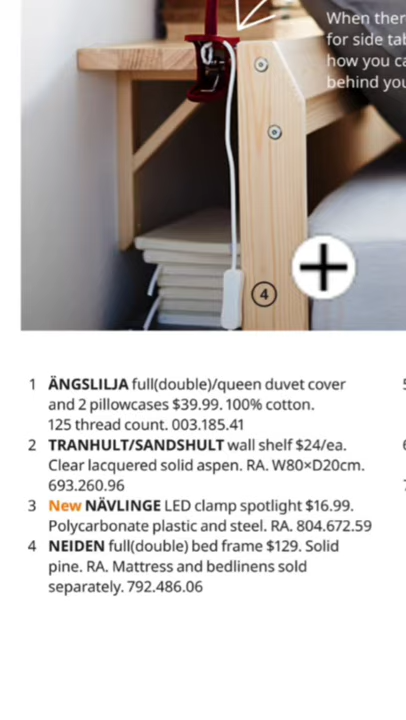 When ther
for side tab
how you ca
behind you
4
1 ÄNGSLILJA full(double)/queen duvet cover
and 2 pillowcases $39.99. 100% cotton.
125 thread count. 003.185.41
2 TRANHULT/SANDSHULT wall shelf $24/ea.
Clear lacquered solid aspen. RA. W80×D20cm.
693.260.96
3 New NÄVLINGE LED clamp spotlight $16.99.
Polycarbonate plastic and steel. RA. 804.672.59
4 NEIDEN full(double) bed frame $129. Solid
pine. RA. Mattress and bedlinens sold
separately. 792.486.06